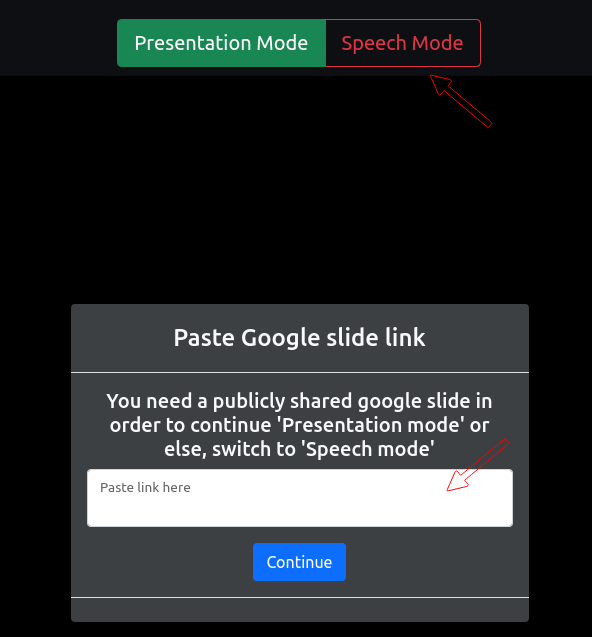 Presentation Mode Speech Mode
Paste Google slide link
You need a publicly shared google slide in
order to continue 'Presentation mode' or
else, switch to 'Speech mode'
Paste link here
Continue